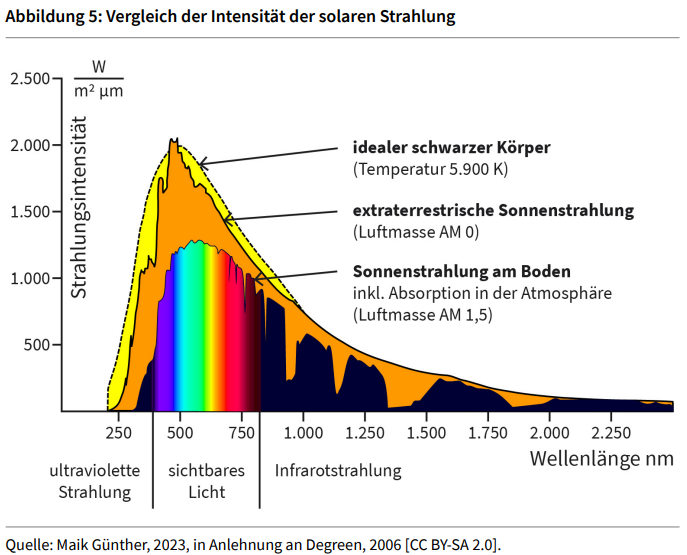 Abbildung 5: Vergleich der Intensität der solaren Strahlung
2.500
W
m² µm
2.000
1.500
1.000
500
Strahlungsintensität
idealer schwarzer Körper
(Temperatur 5.900 K)
extraterrestrische Sonnenstrahlung
(Luftmasse AM 0)
Sonnenstrahlung am Boden
inkl. Absorption in der Atmosphäre
(Luftmasse AM 1,5)
250 500 750 1.000 1.250 1.500 1.750 2.000 2.250
Wellenlänge nm
ultraviolette
Strahlung
sichtbares
Licht
Infrarotstrahlung
Quelle: Maik Günther, 2023, in Anlehnung an Degreen, 2006 [CC BY-SA 2.0].